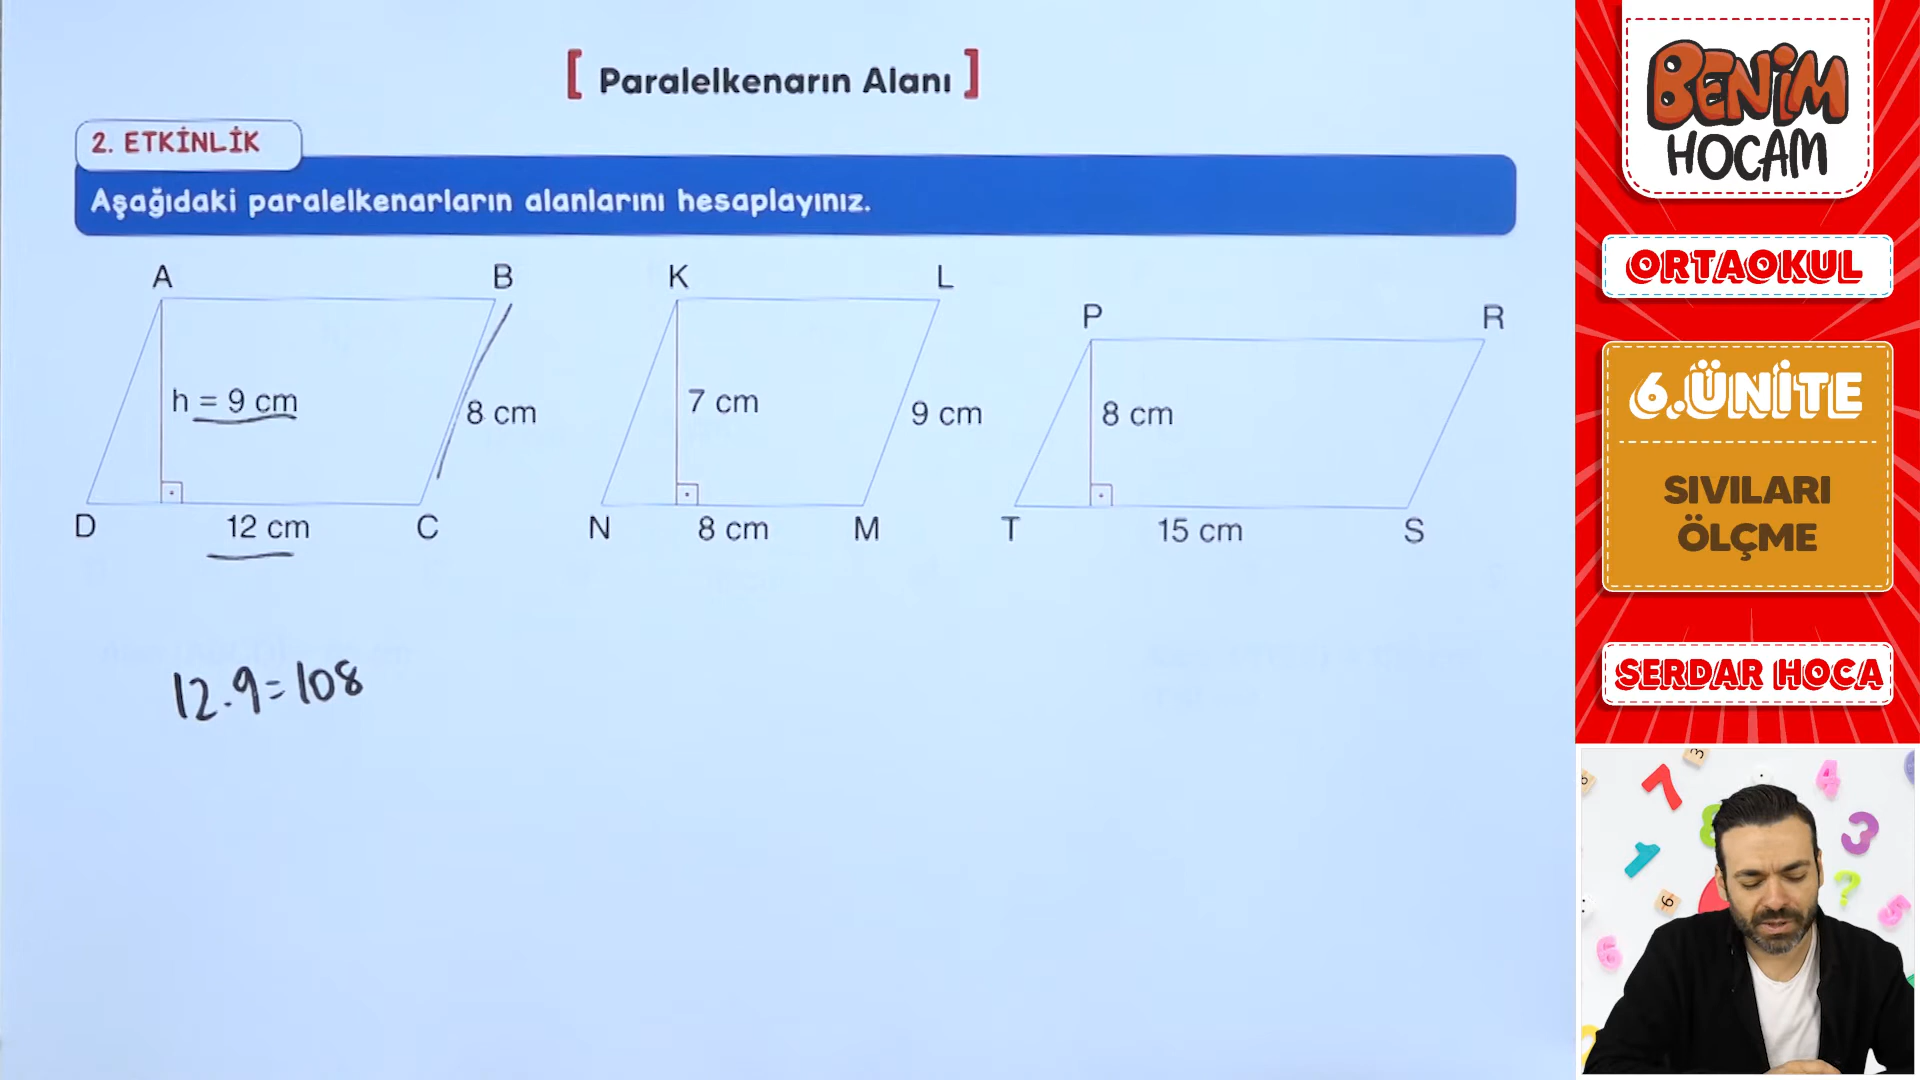 [ Paralelkenarın Alanı ]
2. ETKİNLİK
Aşağıdaki paralelkenarların alanlarını hesaplayınız.
A B K L
P R
h = 9 cm 8 cm 7 cm 9 cm 8 cm
D 12 cm C N 8 cm M T 15 cm S
12.9=108
BENİM
HOCAM
ORTAOKUL
6.ÜNİTE
SIVILARI
ÖLÇME
SERDAR HOCA